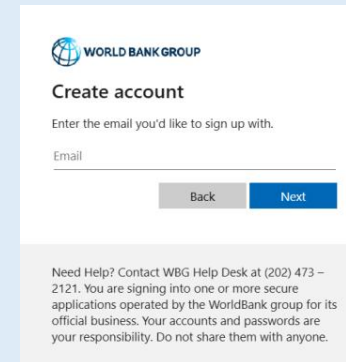 WORLD BANK GROUP
Create account
Enter the email you'd like to sign up with.
Email
Back Next
Need Help? Contact WBG Help Desk at (202) 473 –
2121. You are signing into one or more secure
applications operated by the WorldBank group for its
official business. Your accounts and passwords are
your responsibility. Do not share them with anyone.